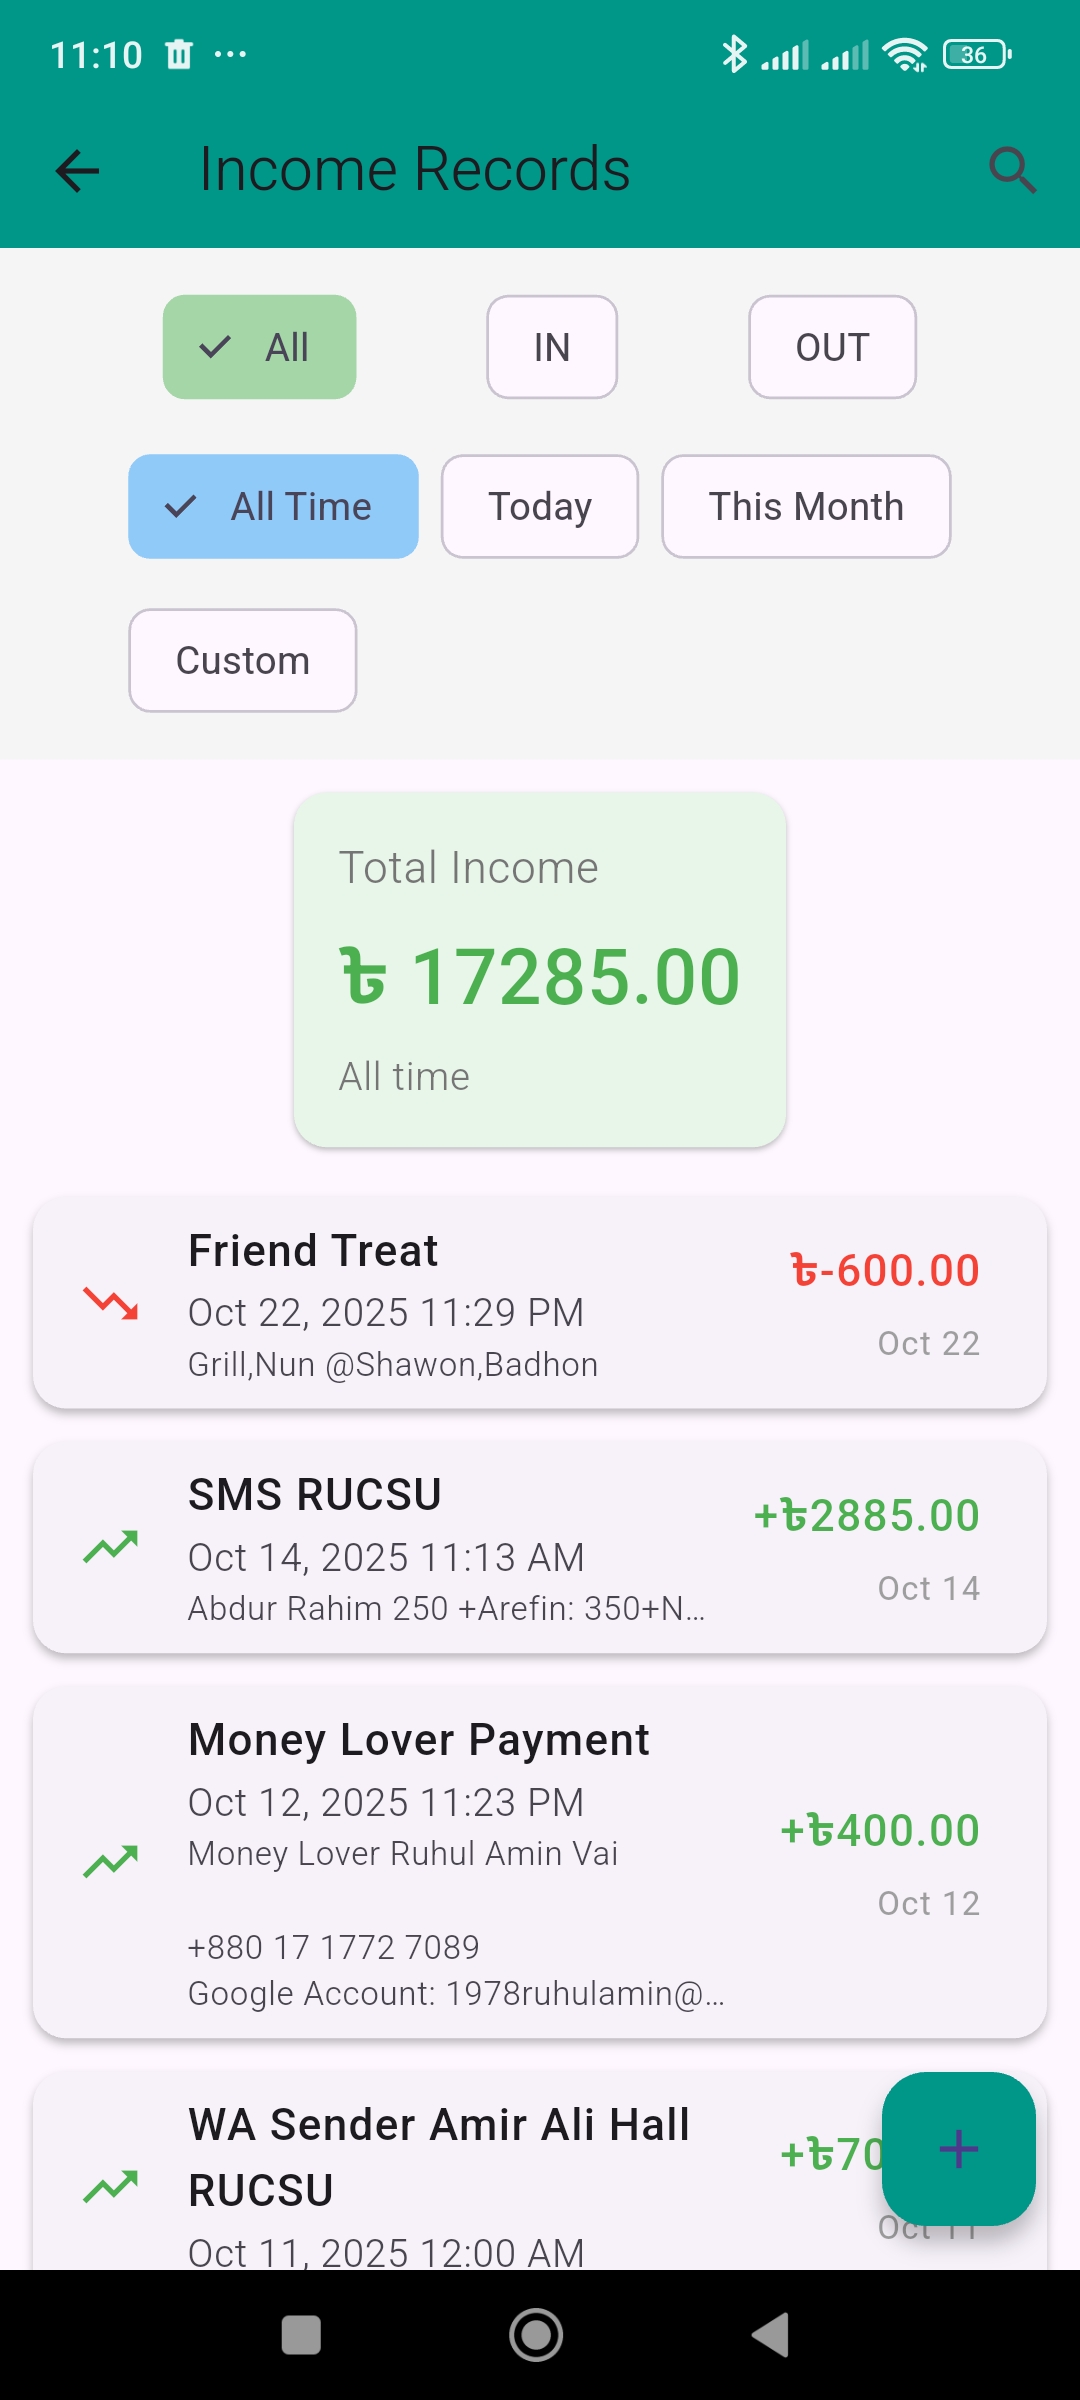 11:10
36
Income Records
All
IN
OUT
All Time
Today
This Month
Custom
Total Income
৳ 17285.00
All time
Friend Treat
৳-600.00
Oct 22, 2025 11:29 PM
Oct 22
Grill,Nun @Shawon,Badhon
SMS RUCSU
+৳2885.00
Oct 14, 2025 11:13 AM
Oct 14
Abdur Rahim 250 +Arefin: 350+N...
Money Lover Payment
Oct 12, 2025 11:23 PM
+৳400.00
Money Lover Ruhul Amin Vai
Oct 12
+880 17 1772 7089
Google Account: 1978ruhulamin@...
WA Sender Amir Ali Hall
RUCSU
+৳70
Oct 11
Oct 11, 2025 12:00 AM